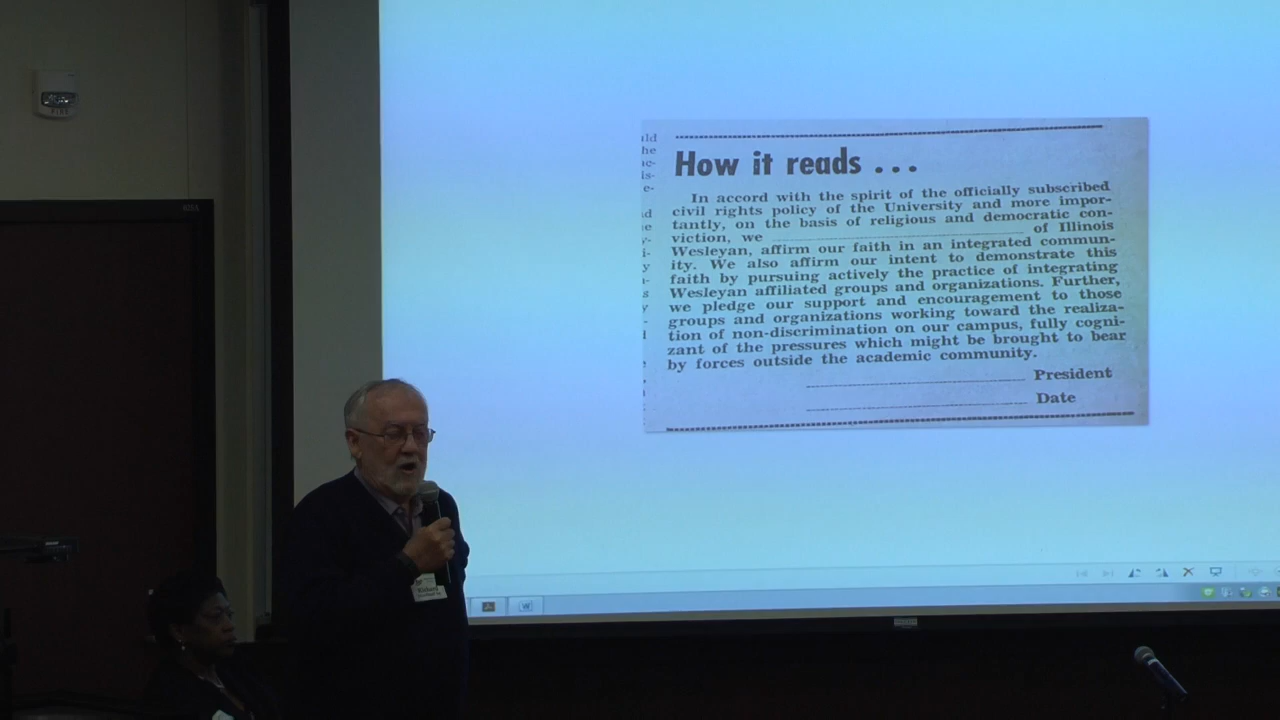 How it reads . . .
In accord with the spirit of the officially subscribed
civil rights policy of the University and more impor-
tantly, on the basis of religious and democratic con-
viction, we of Illinois
Wesleyan, affirm our faith in an integrated commun-
ity. We also affirm our intent to demonstrate this
faith by pursuing actively the practice of integrating
Wesleyan affiliated groups and organizations. Further,
we pledge our support and encouragement to those
groups and organizations working toward the realiza-
tion of non-discrimination on our campus, fully cogni-
zant of the pressures which might be brought to bear
by forces outside the academic community.
President
Date
FIRE